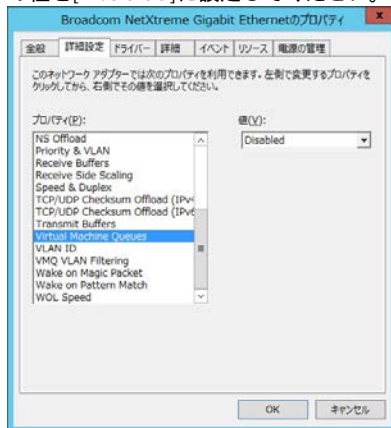 Broadcom NetXtreme Gigabit Ethernetのプロパティ
x
全般 詳細設定 ドライバー 詳細 イベント リソース 電源の管理
このネットワーク アダプターでは次のプロパティを利用できます。左側で変更するプロパティを
クリックしてから、右側でその値を選択してください。
プロパティ(P):
値(V):
NS Offload
Disabled
Priority & VLAN
Receive Buffers
Receive Side Scaling
Speed & Duplex
TCP/UDP Checksum Offload (IPv
TCP/UDP Checksum Offload (IPv6
Transmit Buffers
Virtual Machine Queues
VLAN ID
VMQ VLAN Filtering
Wake on Magic Packet
Wake on Pattern Match
WOL Speed
OK キャンセル